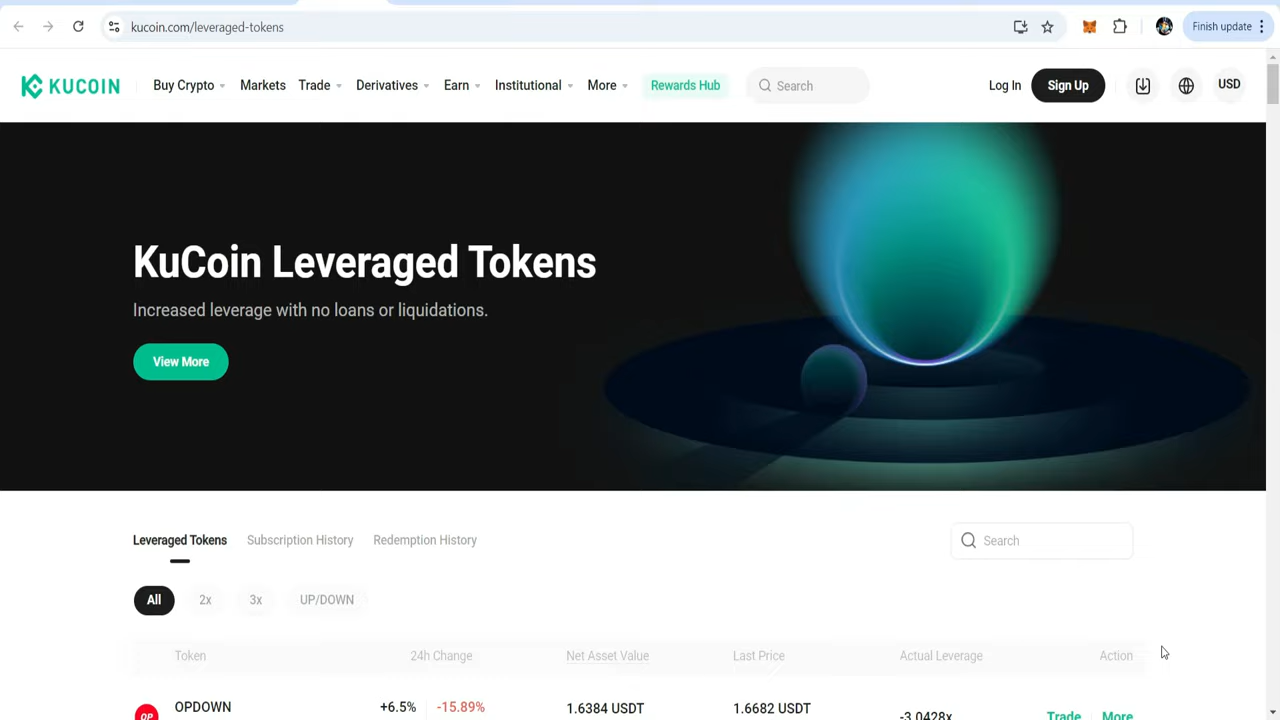 kucoin.com/leveraged-tokens
Finish update
KUCOIN
Buy Crypto
Markets
Trade
Derivatives
Earn
Institutional
More
Rewards Hub
Search
Log In
Sign Up
USD
KuCoin Leveraged Tokens
Increased leverage with no loans or liquidations.
View More
Leveraged Tokens
Subscription History
Redemption History
Search
All
2x
3x
UP/DOWN
Token
24h Change
Net Asset Value
Last Price
Actual Leverage
Action
OP
OPDOWN
+6.5%
-15.89%
1.6384 USDT
1.6682 USDT
-3.0428x
Trade
More